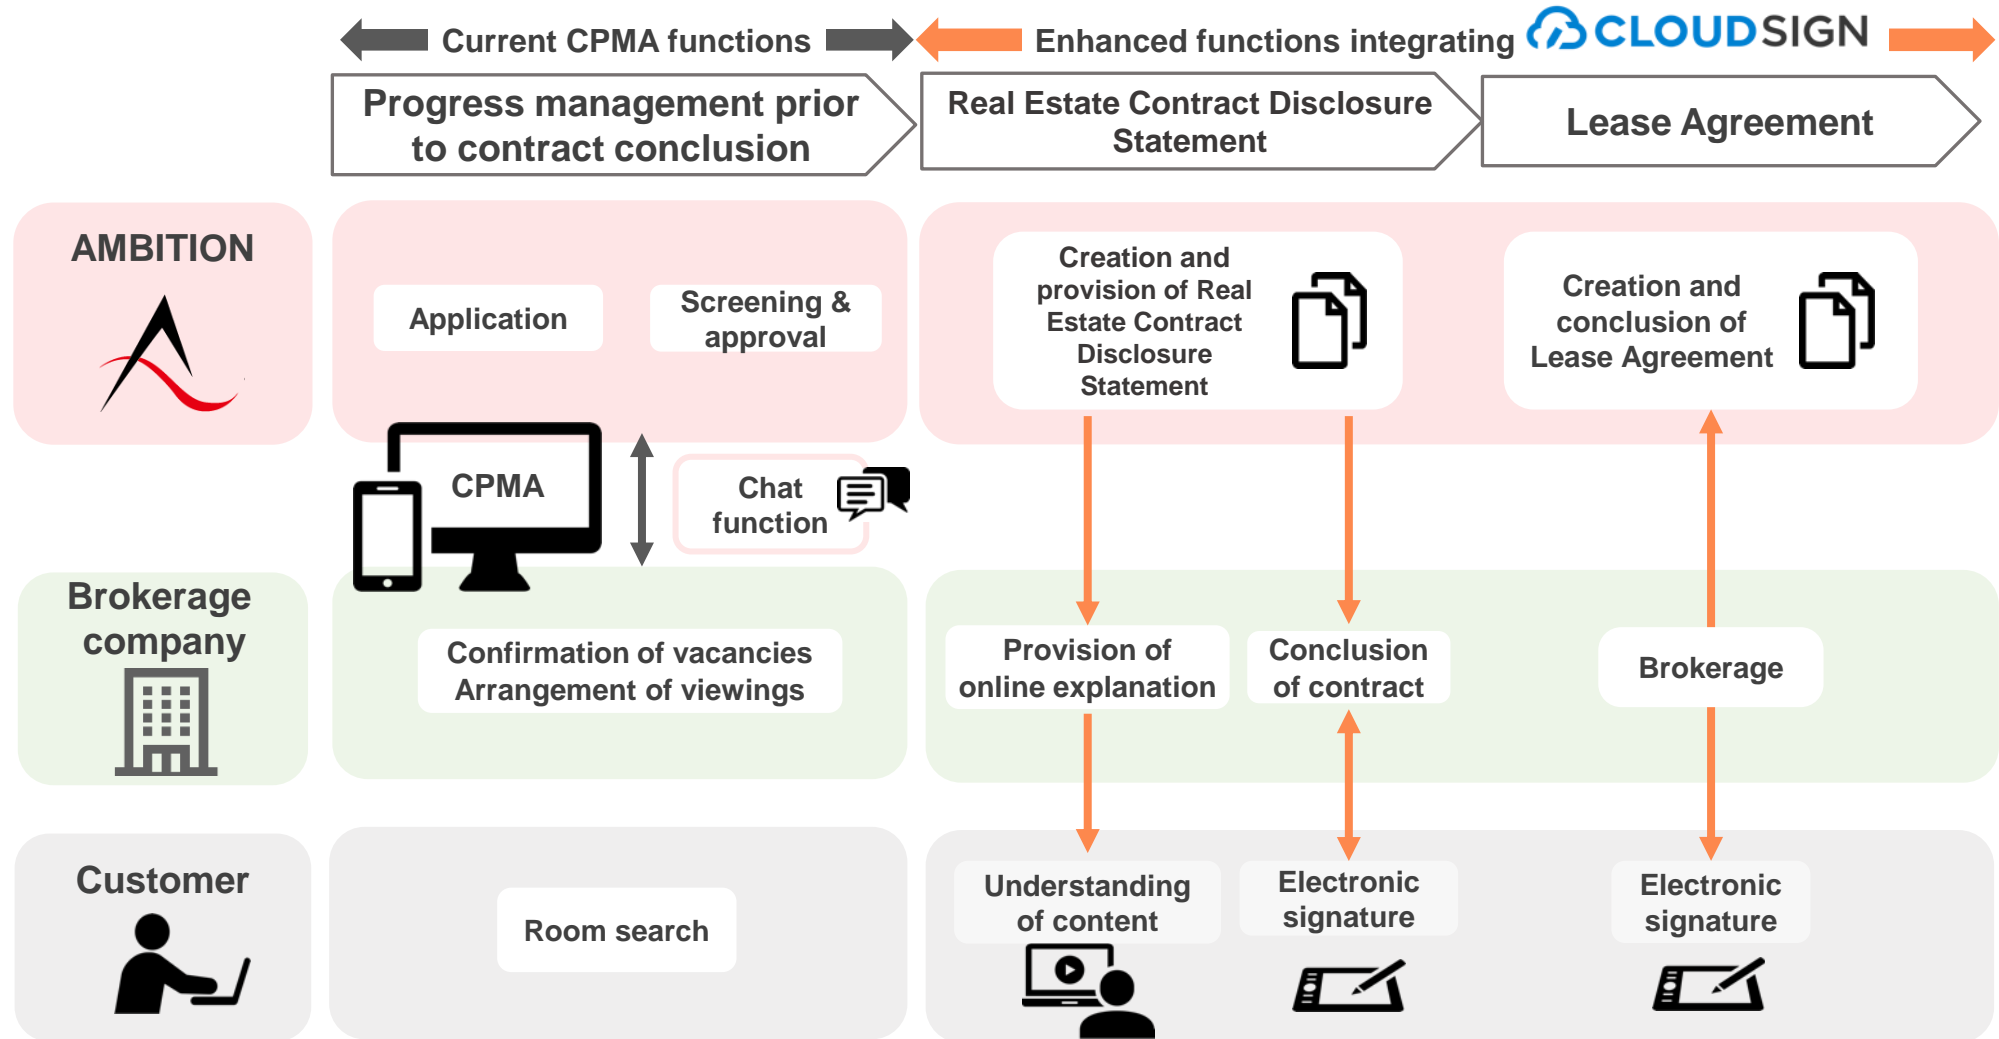 Current CPMA functions
Enhanced functions integrating
CLOUDSIGN
Progress management prior
to contract conclusion
Real Estate Contract Disclosure
Statement
Lease Agreement
AMBITION
Application
Screening &
approval
Creation and
provision of Real
Estate Contract
Disclosure
Statement
Creation and
conclusion of
Lease Agreement
CPMA
Chat
function
Brokerage
company
Confirmation of vacancies
Arrangement of viewings
Provision of
online explanation
Conclusion
of contract
Brokerage
Customer
Room search
Understanding
of content
Electronic
signature
Electronic
signature